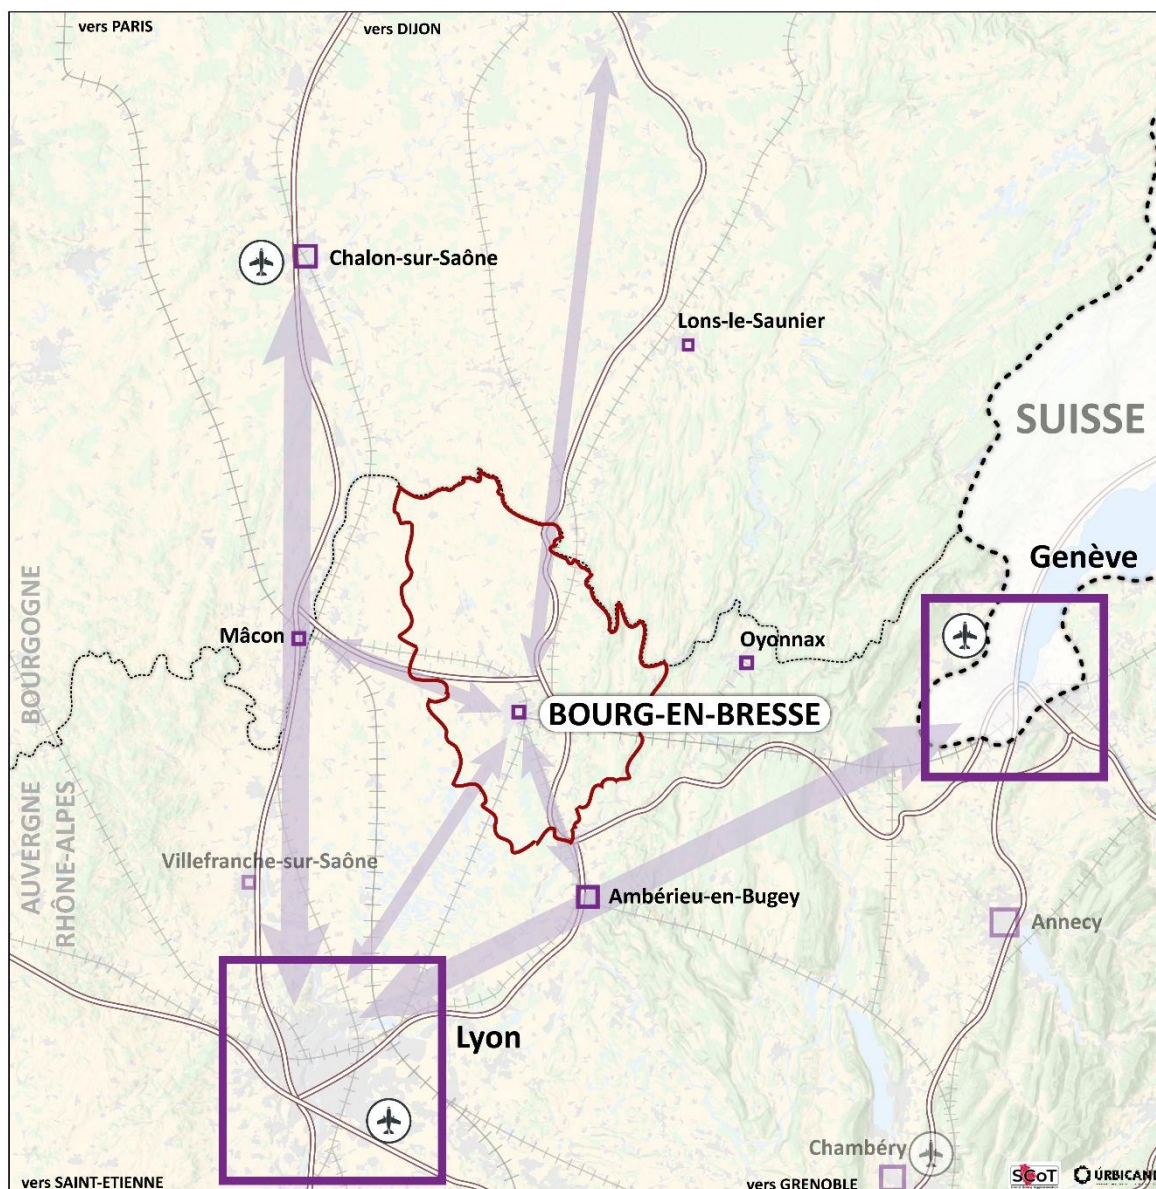 vers PARIS
vers DIJON
Chalon-sur-Saône
Lons-le-Saunier
SUISSE
Genève
BOURGOGNE
Mâcon
Oyonnax
BOURG-EN-BRESSE
AUVERGNE
RHÔNE-ALPES
Villefranche-sur-Saône
Ambérieu-en-Bugey
Annecy
Lyon
Chambéry
vers SAINT-ETIENNE
vers GRENOBLE
SCoT
URBICAND